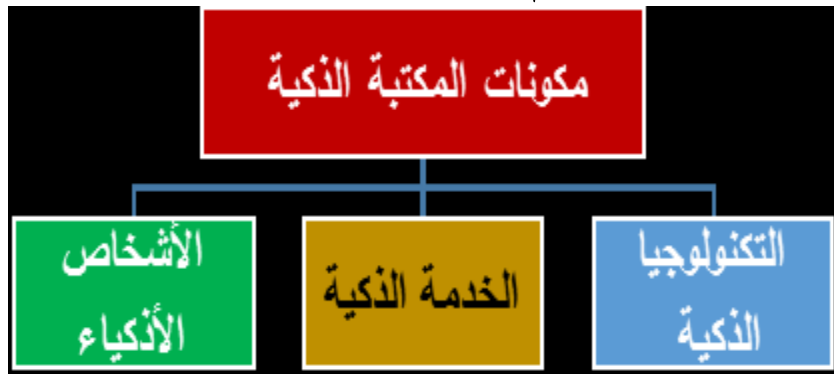 مكونات المكتبة الذكية
التكنولوجيا
الذكية
الخدمة الذكية
الأشخاص
الأذكياء